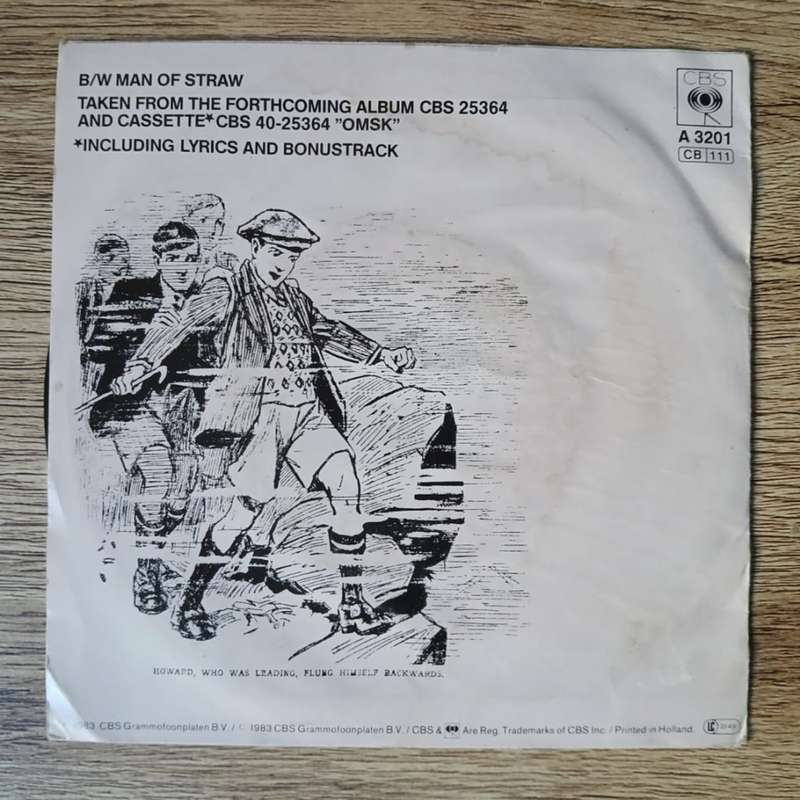 B/W MAN OF STRAW
TAKEN FROM THE FORTHCOMING ALBUM CBS 25364
AND CASSETTE*CBS 40-25364 "OMSK"
*INCLUDING LYRICS AND BONUSTRACK
CBS
A 3201
CB 111
HOWARD, WHO WAS LEADING, FLUNG HIMSELF BACKWARDS.
1983 CBS Grammofoonplaten B.V. / © 1983 CBS Grammofoonplaten B.V. / CBS & Are Reg. Trademarks of CBS Inc. / Printed in Holland.
LC